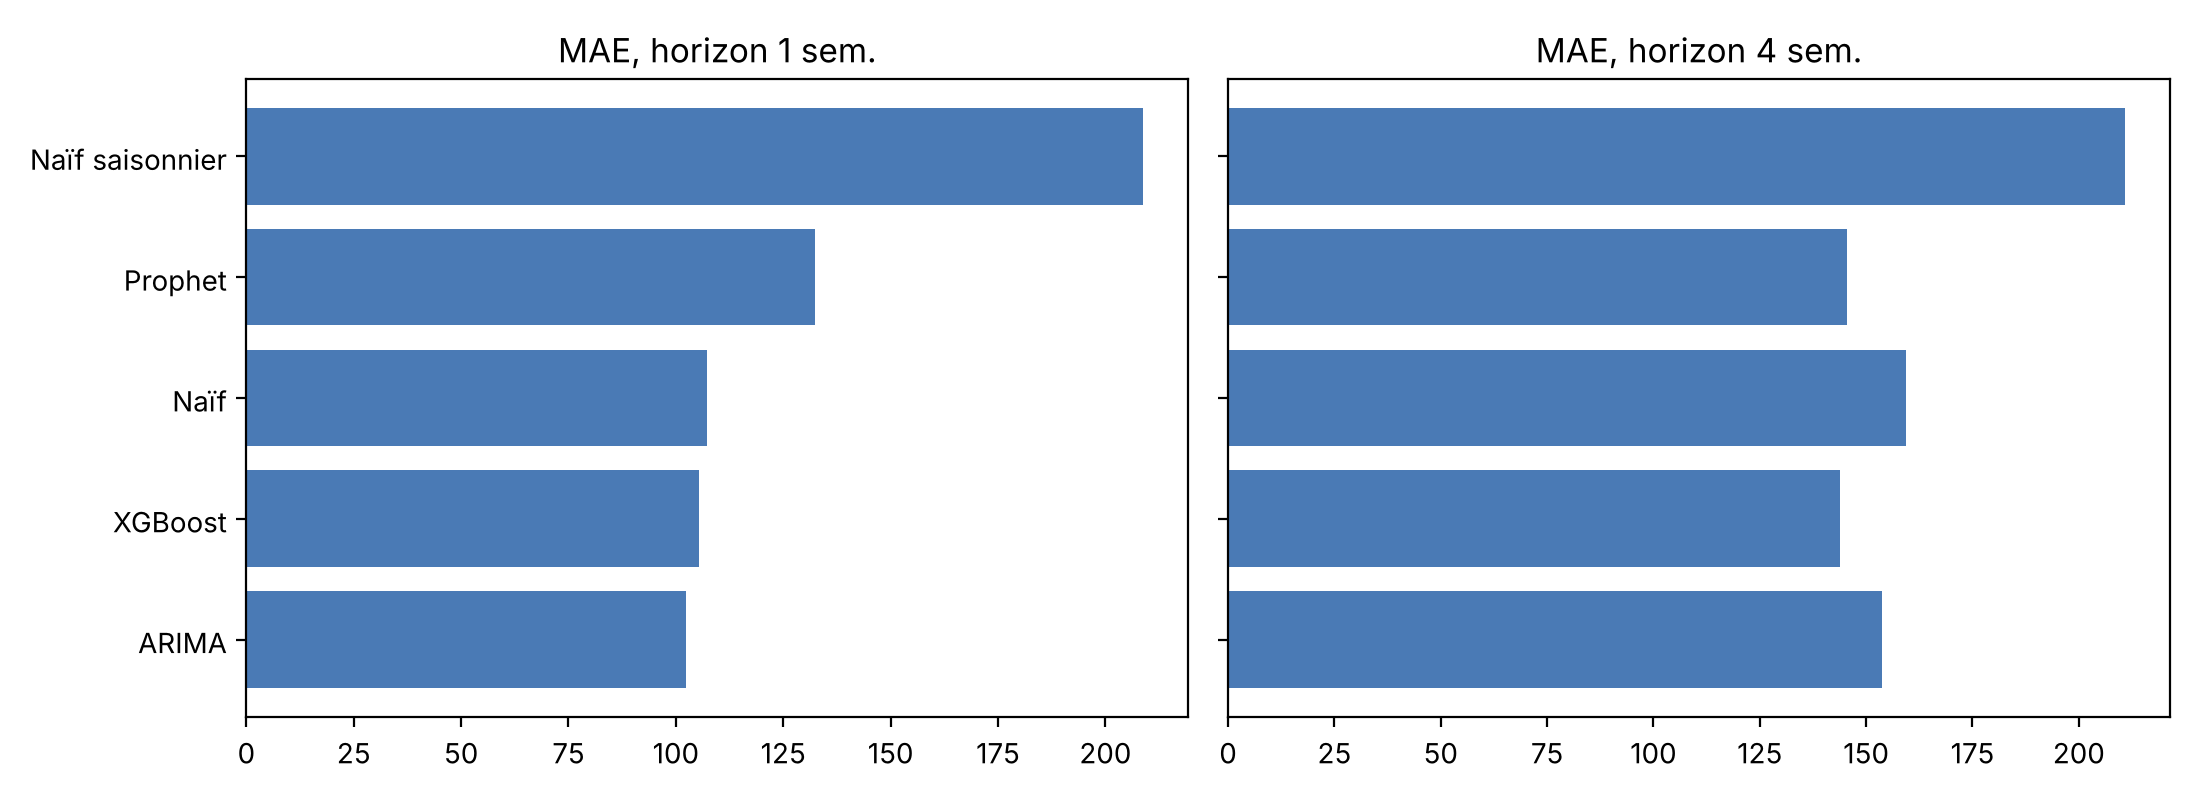 MAE, horizon 1 sem.
Naïf saisonnier
Prophet
Naïf
XGBoost
ARIMA
0 25 50 75 100 125 150 175 200
MAE, horizon 4 sem.
0 25 50 75 100 125 150 175 200